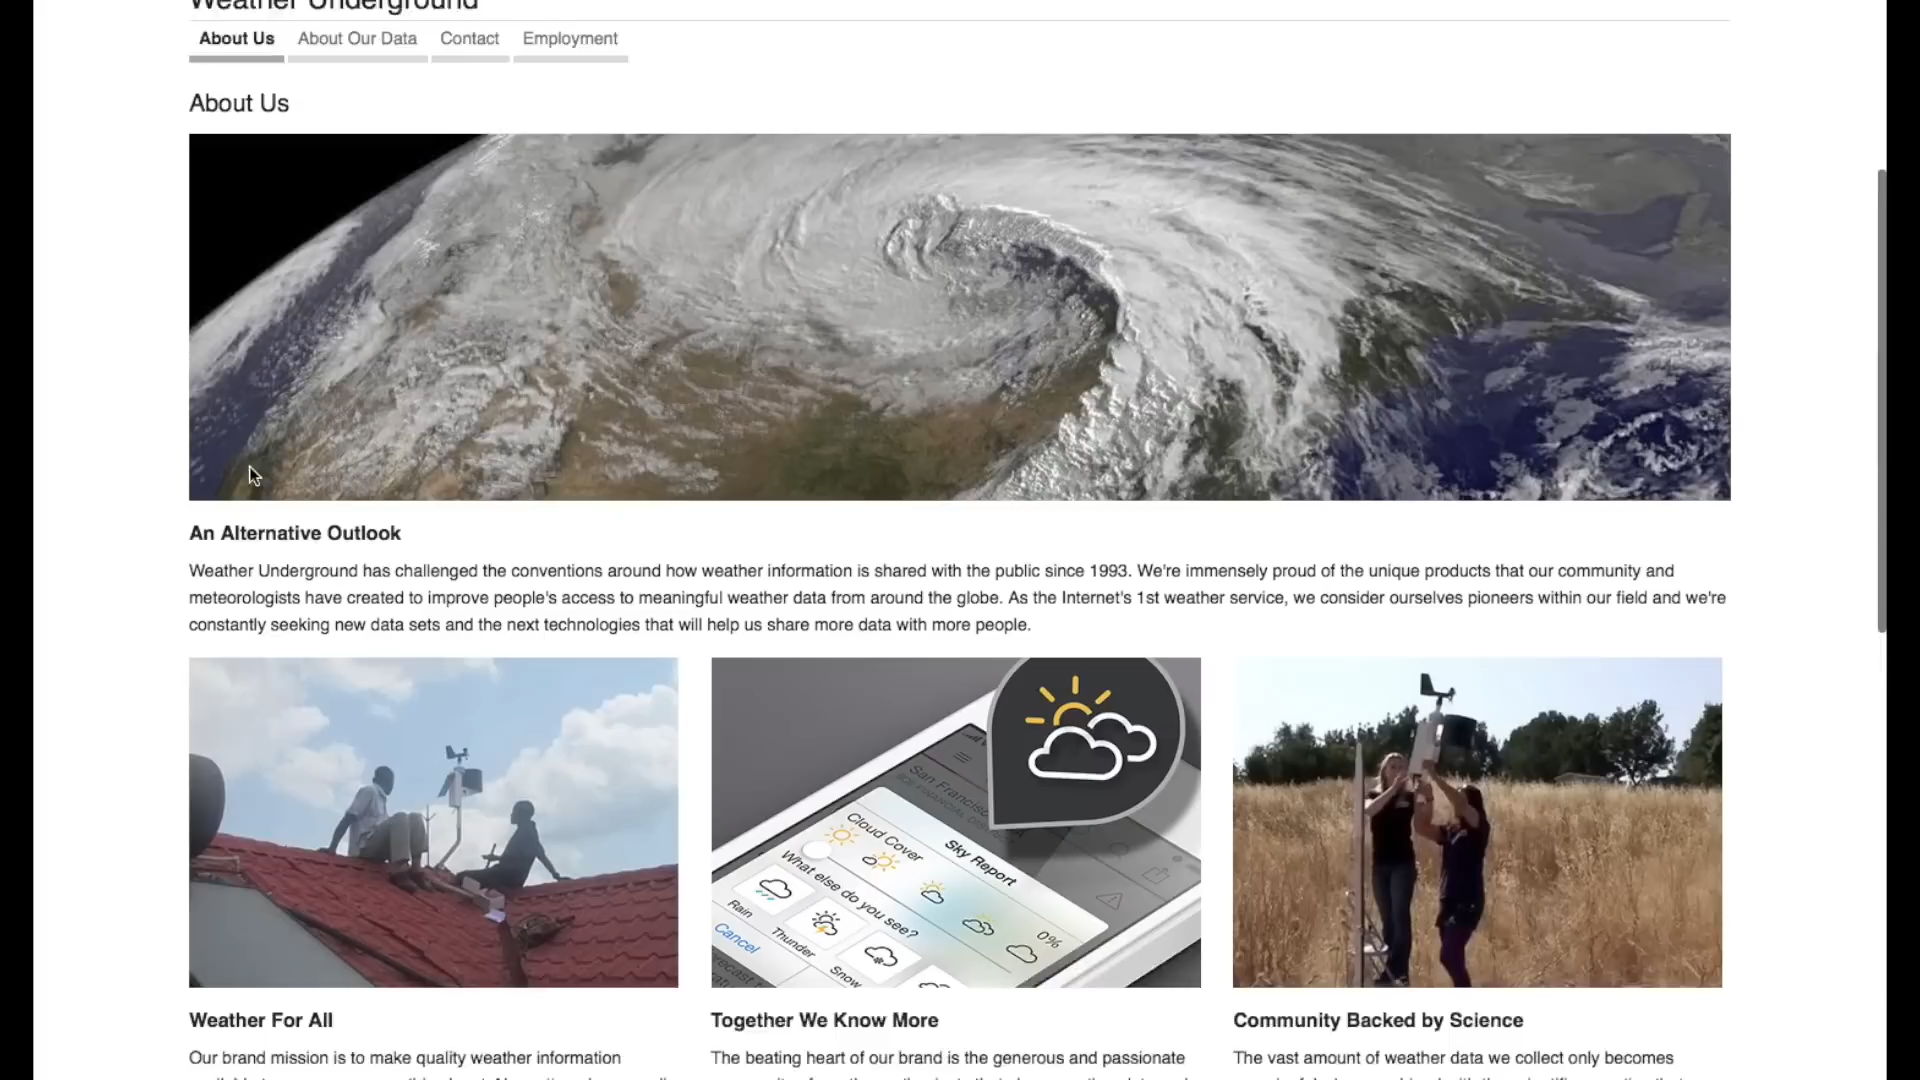 Weather Underground
About Us
About Our Data
Contact
Employment
About Us
An Alternative Outlook
Weather Underground has challenged the conventions around how weather information is shared with the public since 1993. We're immensely proud of the unique products that our community and
meteorologists have created to improve people's access to meaningful weather data from around the globe. As the Internet's 1st weather service, we consider ourselves pioneers within our field and we're
constantly seeking new data sets and the next technologies that will help us share more data with more people.
San Francisco
Sky Report
Cloud Cover
0%
What else do you see?
Rain
Thunder
Snow
Cancel
Weather For All
Together We Know More
Community Backed by Science
Our brand mission is to make quality weather information
The beating heart of our brand is the generous and passionate
The vast amount of weather data we collect only becomes